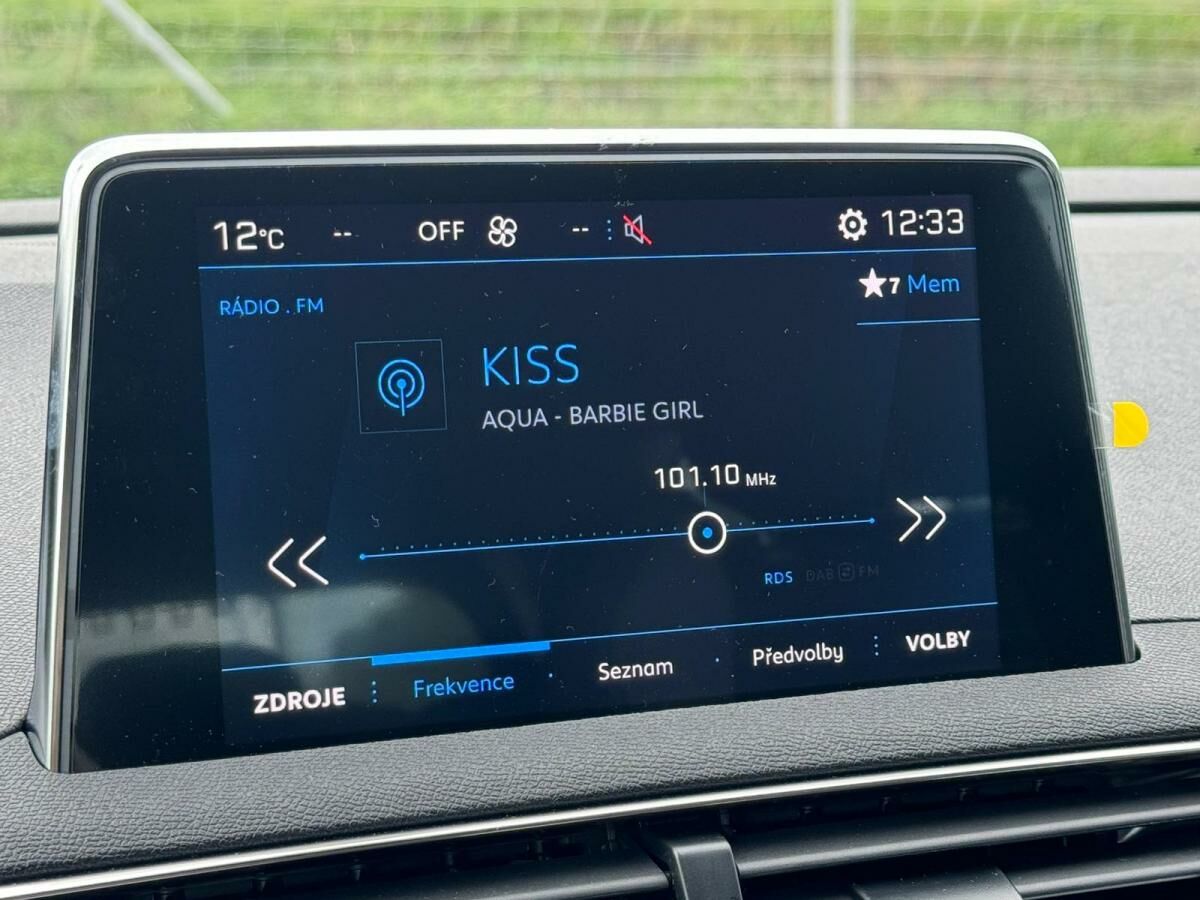 12°C -- OFF -- 12:33
RÁDIO . FM
7 Mem
KISS
AQUA - BARBIE GIRL
101.10 MHz
RDS DAB FM
ZDROJE Frekvence Seznam Předvolby VOLBY